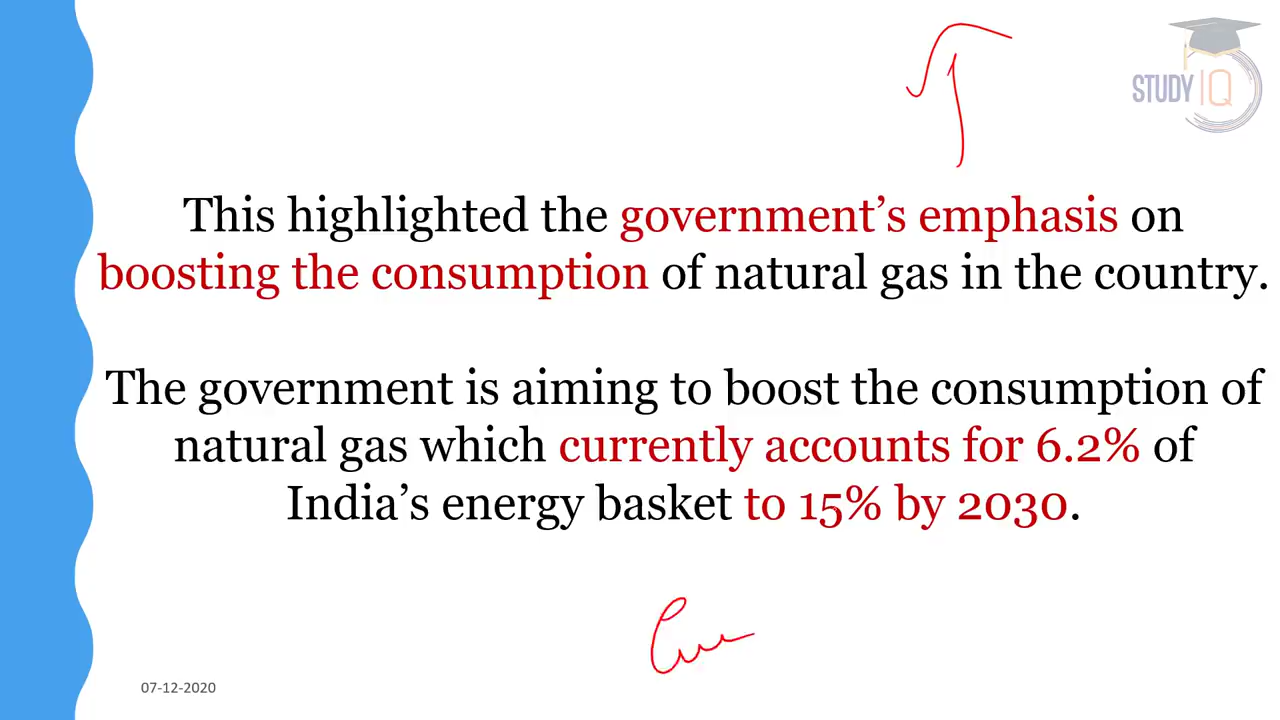 STUDY IQ
This highlighted the government's emphasis on
boosting the consumption of natural gas in the country.
The government is aiming to boost the consumption of
natural gas which currently accounts for 6.2% of
India's energy basket to 15% by 2030.
07-12-2020